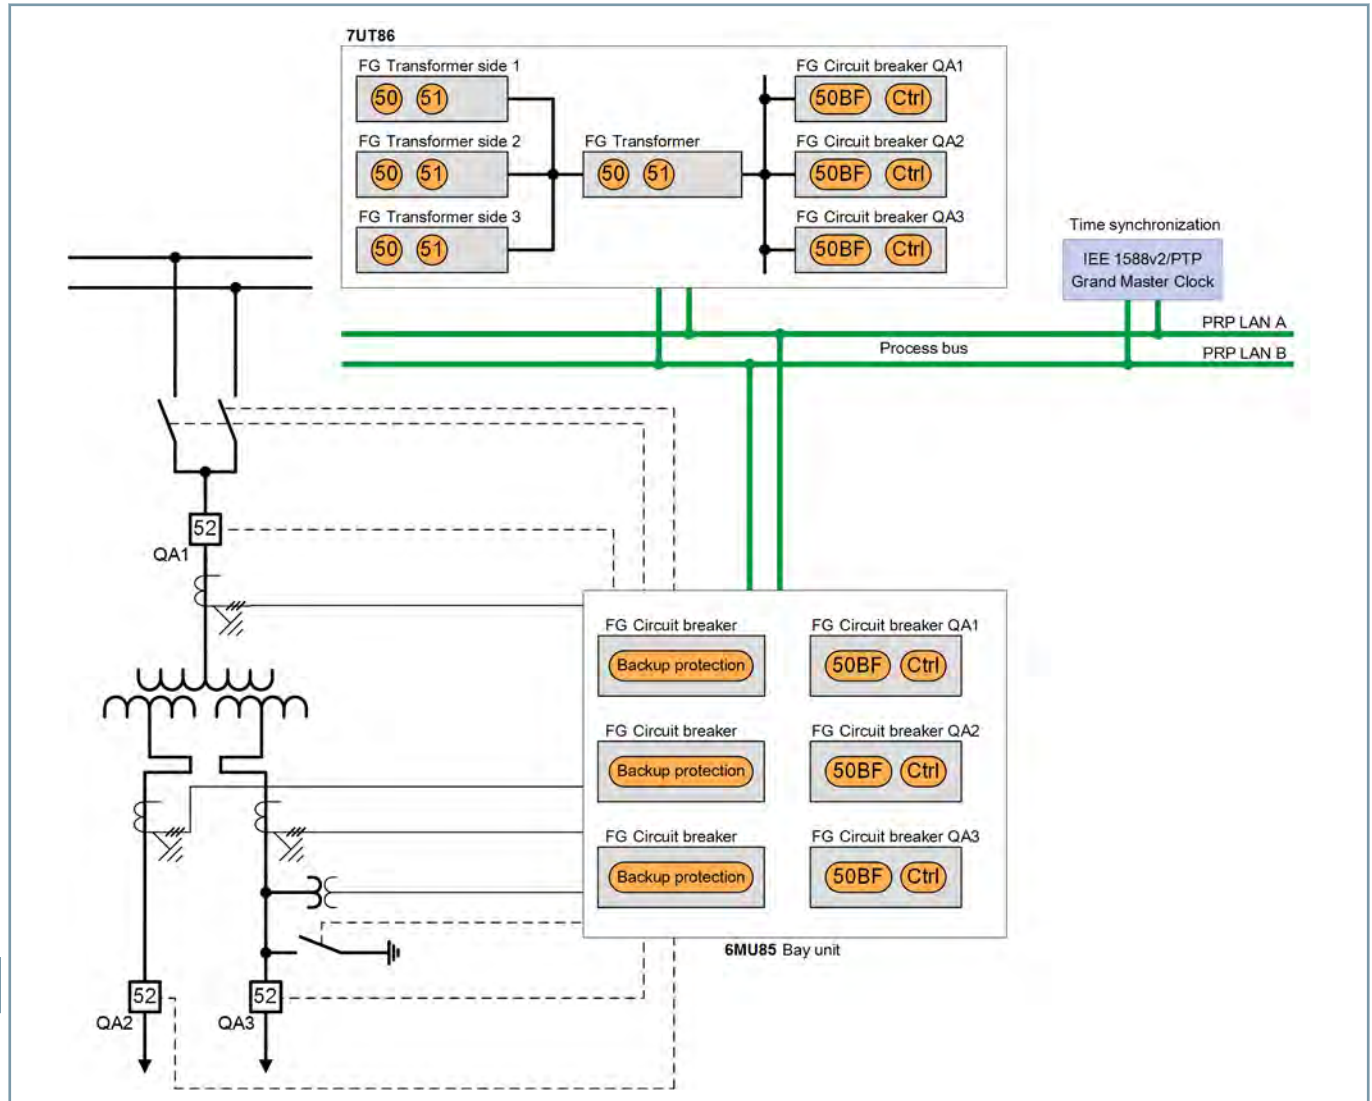 7UT86
FG Transformer side 1
50 51
FG Transformer side 2
50 51
FG Transformer side 3
50 51
FG Transformer
50 51
FG Circuit breaker QA1
50BF Ctrl
FG Circuit breaker QA2
50BF Ctrl
FG Circuit breaker QA3
50BF Ctrl
Time synchronization
IEE 1588v2/PTP
Grand Master Clock
PRP LAN A
Process bus
PRP LAN B
52
QA1
FG Circuit breaker
Backup protection
FG Circuit breaker QA1
50BF Ctrl
FG Circuit breaker
Backup protection
FG Circuit breaker QA2
50BF Ctrl
FG Circuit breaker
Backup protection
FG Circuit breaker QA3
50BF Ctrl
6MU85 Bay unit
52
QA2
52
QA3